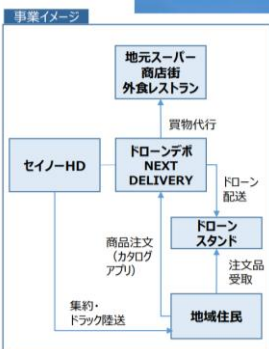 事業イメージ
地元スーパー
商店街
外食レストラン
買物代行
セイノーHD
ドローンデポ
NEXT
DELIVERY
ドローン
配送
ドローン
スタンド
商品注文
(カタログ
アプリ)
注文品
受取
集約・
ドラック陸送
地域住民